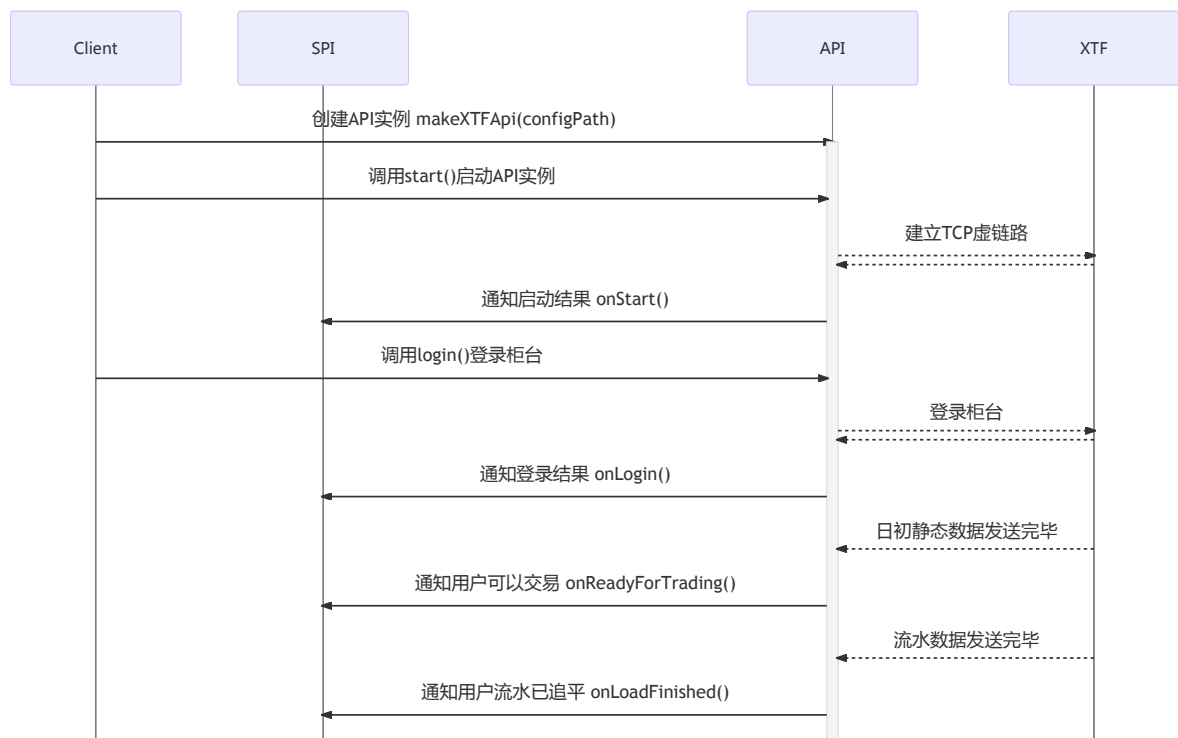 Client
SPI
API
XTF
创建API实例 makeXTFApi(configPath)
调用start()启动API实例
建立TCP虚链路
通知启动结果 onStart()
调用login()登录柜台
登录柜台
通知登录结果 onLogin()
日初静态数据发送完毕
通知用户可以交易 onReadyForTrading()
流水数据发送完毕
通知用户流水已追平 onLoadFinished()